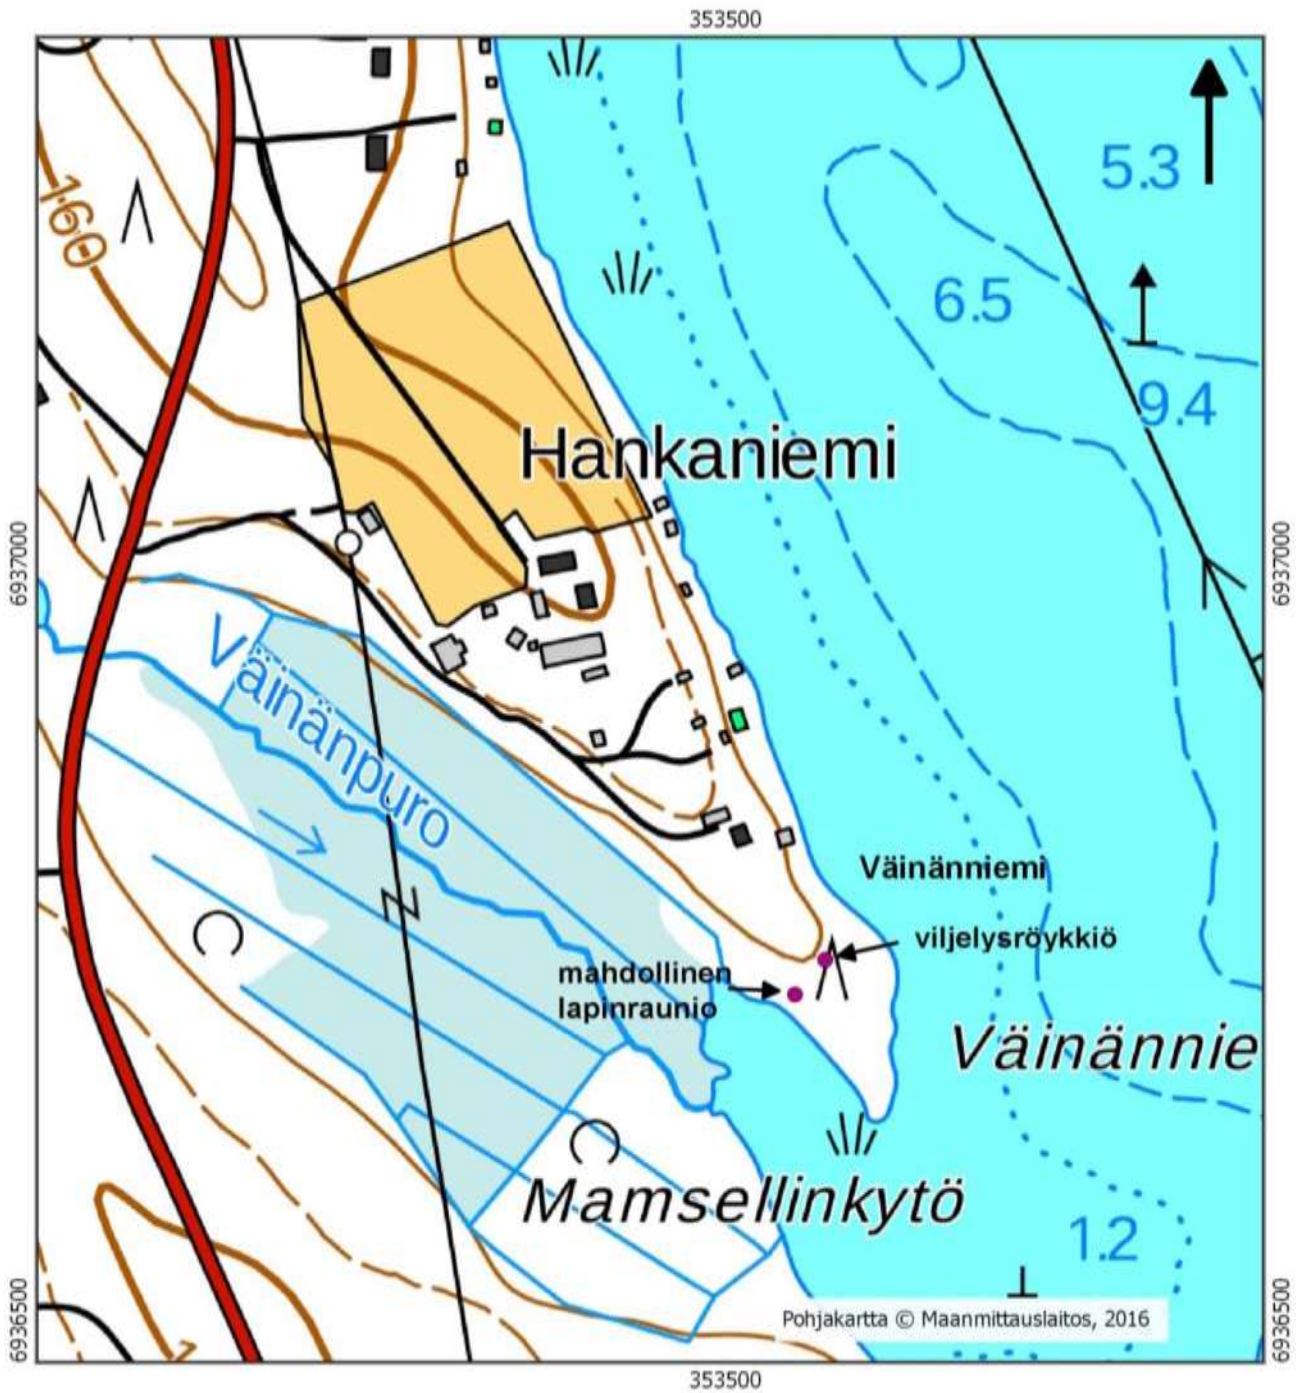 353500
5.3
160
6.5
9.4
Hankaniemi
6937000
6937000
Väinänpuro
Väinänniemi
viljelysröykkiö
mahdollinen
lapinraunio
Väinännie
Mamsellinkytö
1.2
Pohjakartta © Maanmittauslaitos, 2016
6936500
6936500
353500